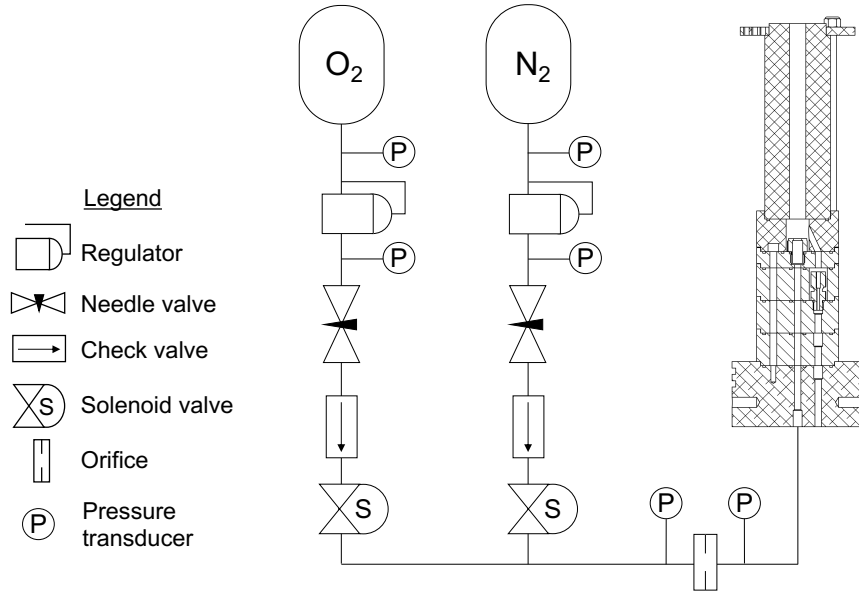 O2
N2
P
P
Legend
Regulator
P
P
Needle valve
Check valve
S
Solenoid valve
S
S
Orifice
P
P
P
Pressure
transducer